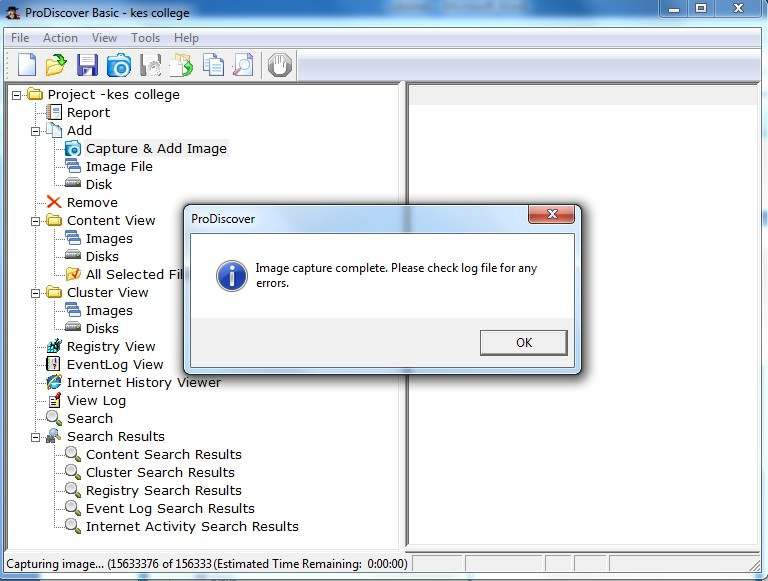 ProDiscover Basic - kes college
File Action View Tools Help
Project -kes college
Report
Add
Capture & Add Image
Image File
Disk
Remove
Content View
Images
Disks
All Selected Fil
Cluster View
Images
Disks
Registry View
EventLog View
Internet History Viewer
View Log
Search
Search Results
Content Search Results
Cluster Search Results
Registry Search Results
Event Log Search Results
Internet Activity Search Results
ProDiscover
Image capture complete. Please check log file for any
errors.
OK
Capturing image... (15633376 of 156333(Estimated Time Remaining: 0:00:00)